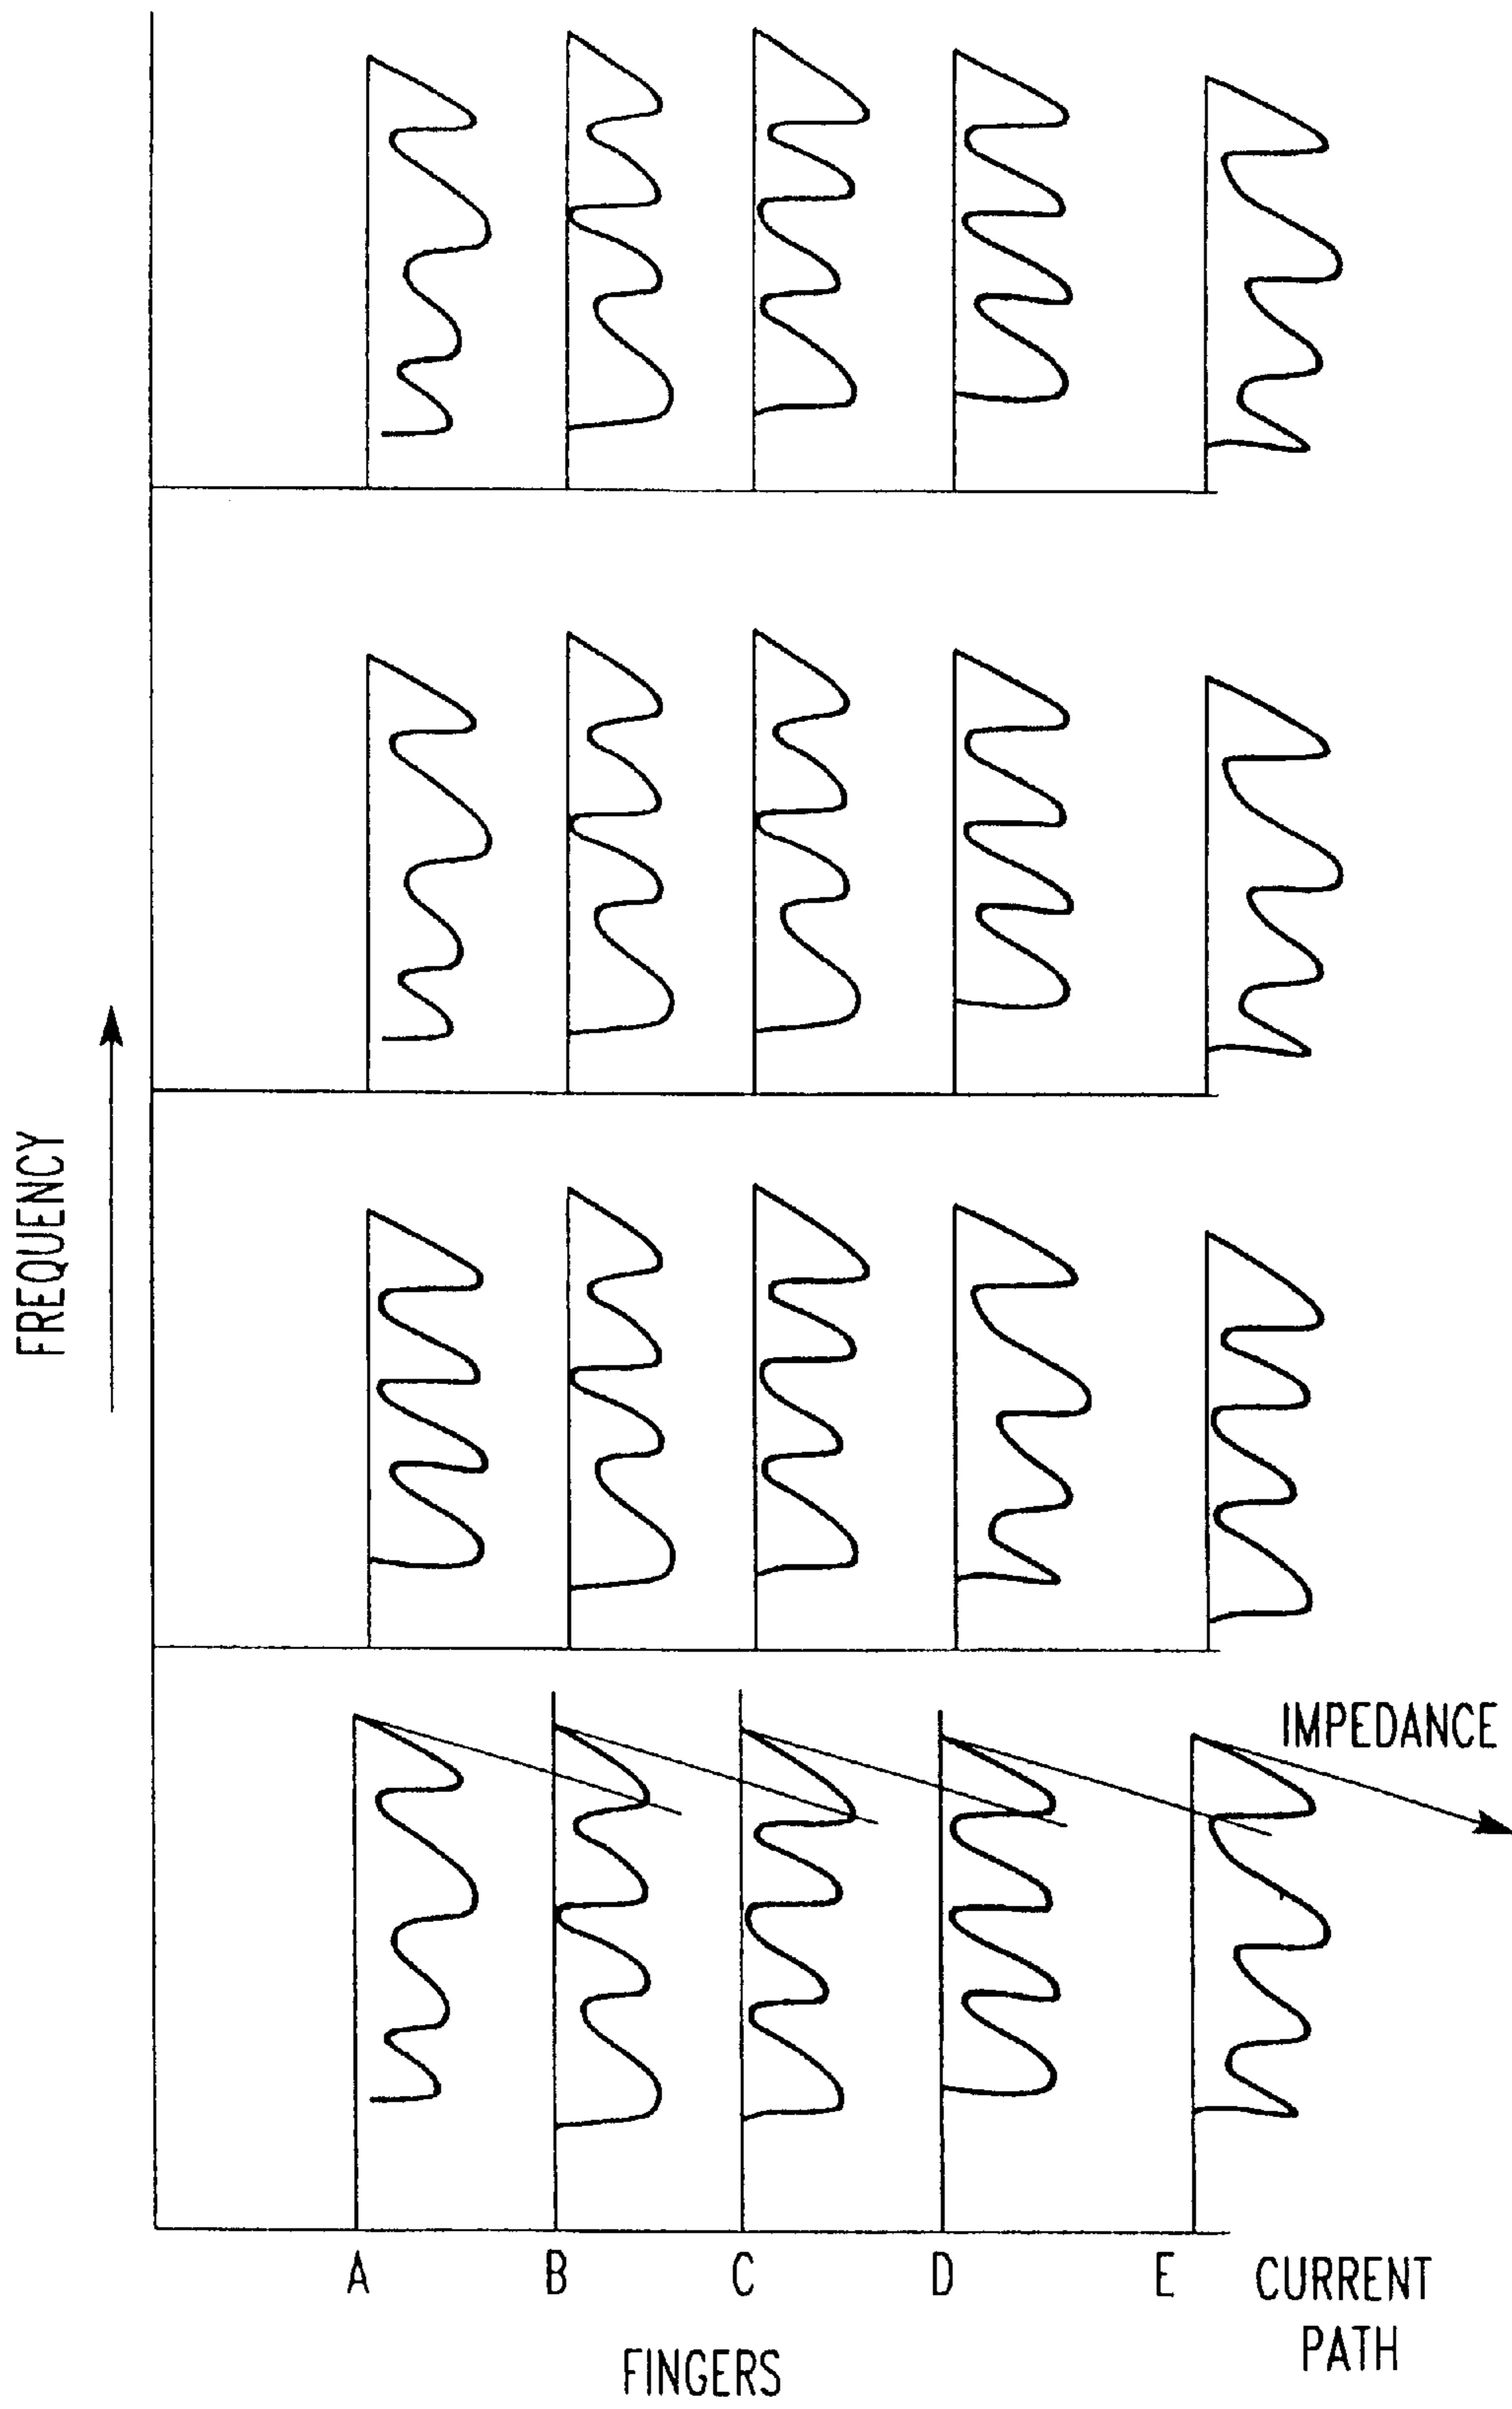 FREQUENCY
IMPEDANCE
A B C D E
CURRENT
PATH
FINGERS